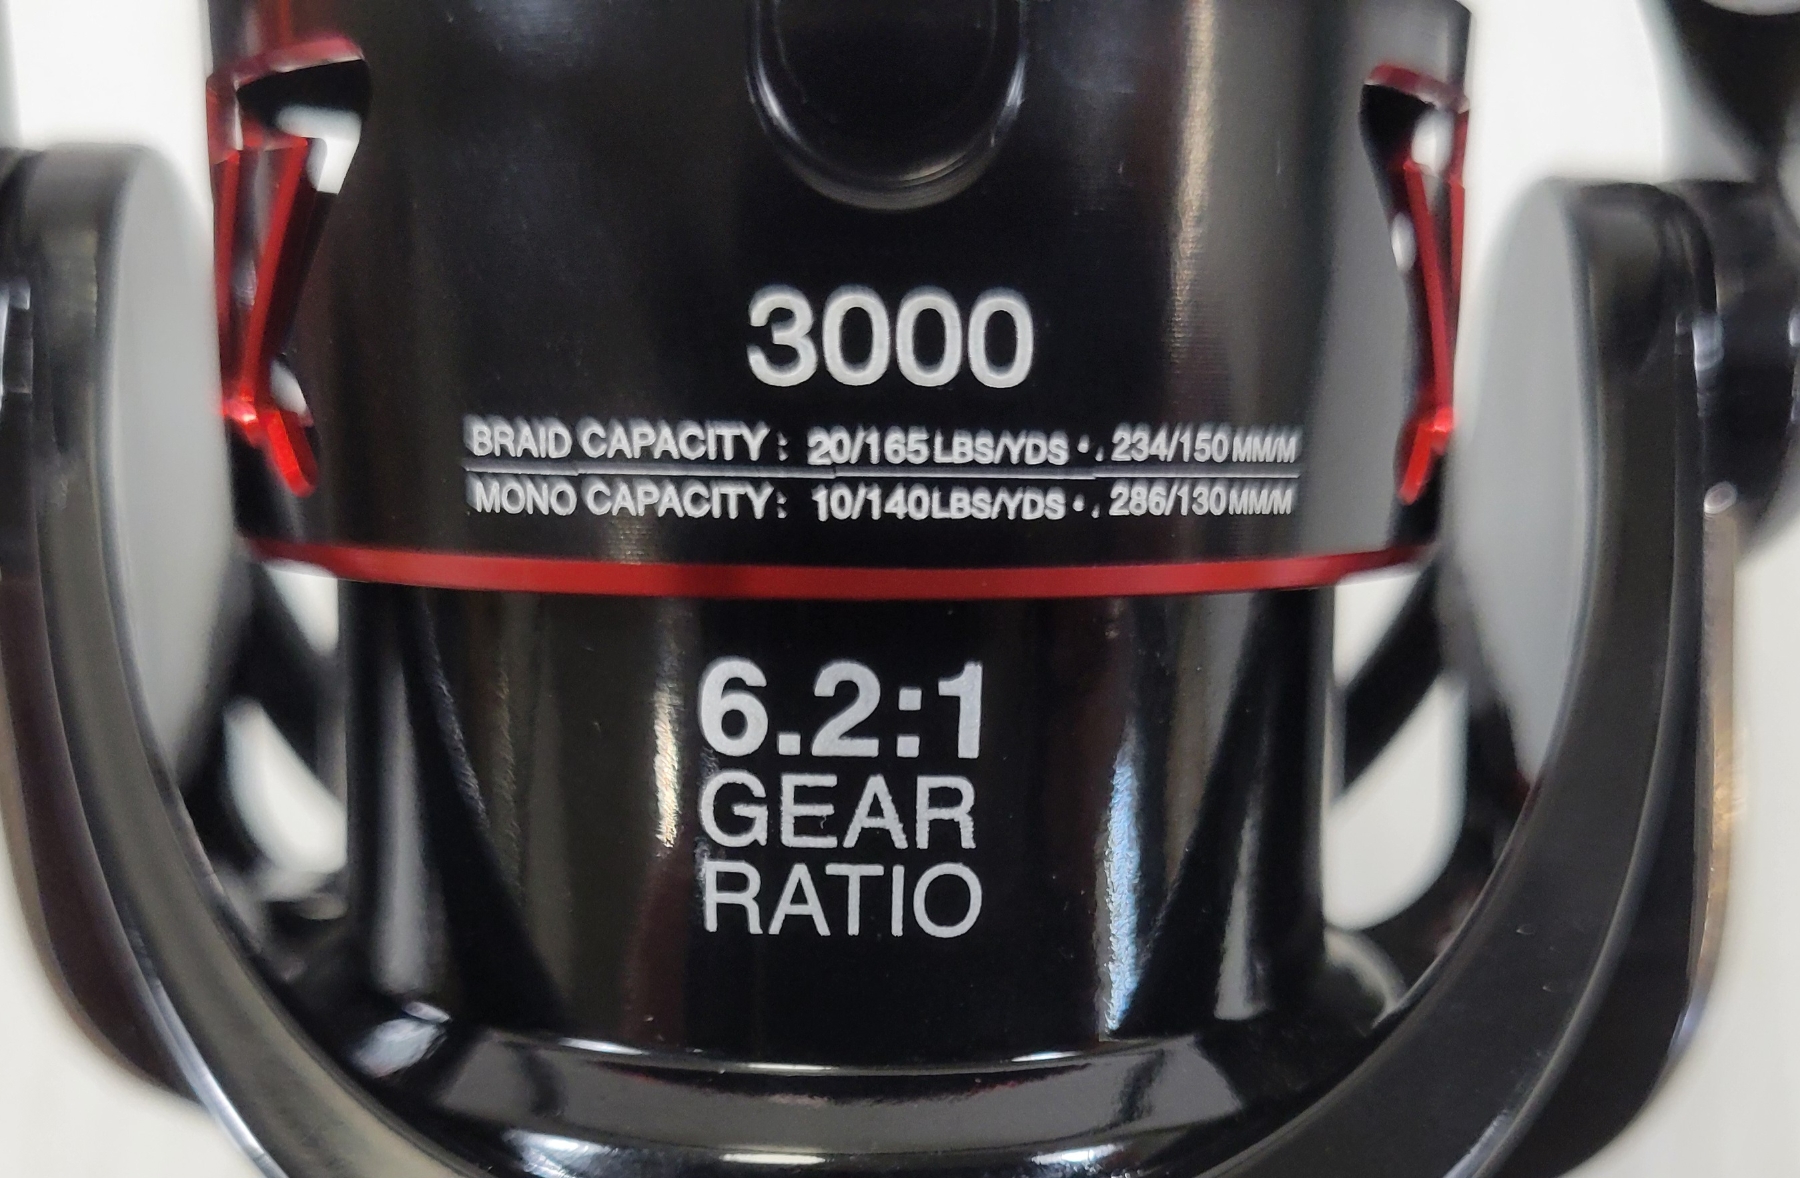 3000
BRAID CAPACITY: 20/165 LBS/YDS • . 234/150 MM/M
MONO CAPACITY: 10/140 LBS/YDS • . 286/130 MM/M
6.2:1
GEAR
RATIO